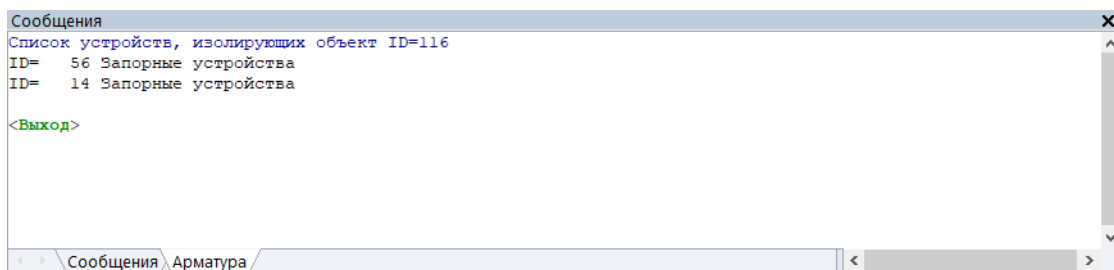 Сообщения
Список устройств, изолирующих объект ID=116
ID=   56 Запорные устройства
ID=   14 Запорные устройства
<Выход>
Сообщения Арматура